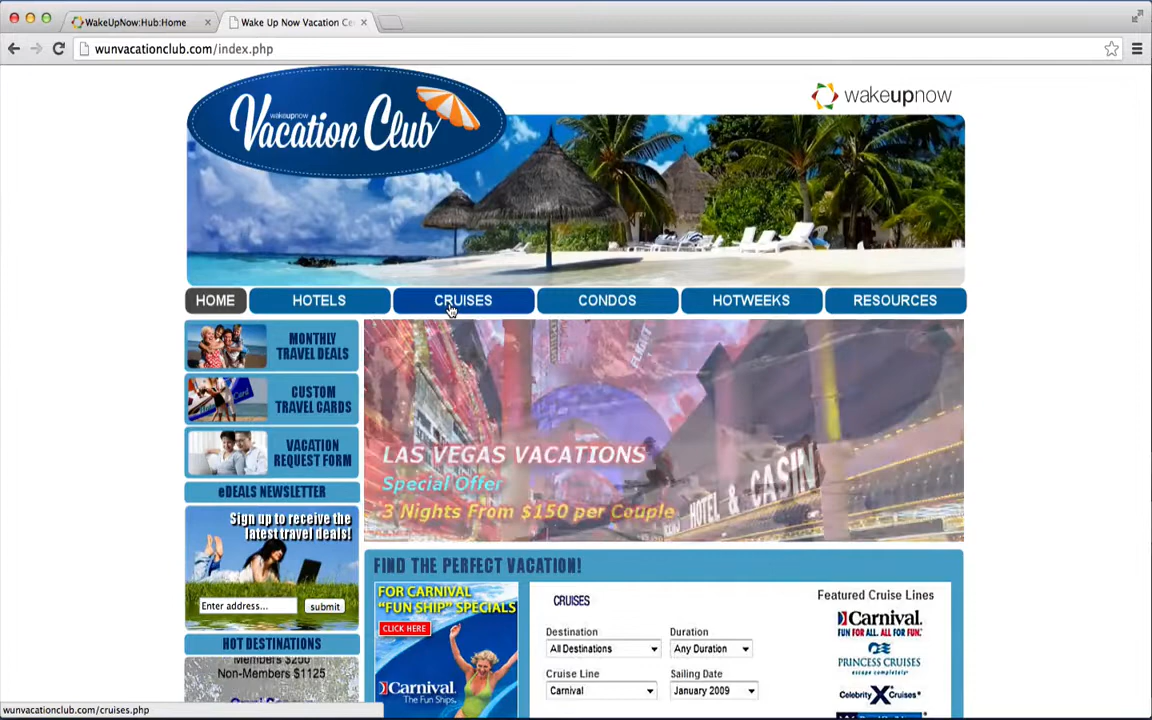 WakeUpNow:Hub:Home
Wake Up Now Vacation Ce
wunvacationclub.com/index.php
wakeupnow
Vacation Club
wakeupnow
HOME
HOTELS
CRUISES
CONDOS
HOTWEEKS
RESOURCES
MONTHLY
TRAVEL DEALS
CUSTOM
TRAVEL CARDS
VACATION
REQUEST FORM
eDEALS NEWSLETTER
Sign up to receive the
latest travel deals!
Enter address...
submit
HOT DESTINATIONS
Members $250
Non-Members $1125
FLIGHT
LAS VEGAS VACATIONS
Special Offer
3 Nights From $150 per Couple
HOTEL & CASIN
FIND THE PERFECT VACATION!
FOR CARNIVAL
"FUN SHIP" SPECIALS
CLICK HERE
Carnival
The Fun Ships.
CRUISES
Destination
Duration
All Destinations
Any Duration
Cruise Line
Sailing Date
Carnival
January 2009
Featured Cruise Lines
Carnival.
FUN FOR ALL. ALL FOR FUN.
PRINCESS CRUISES
escape completely.
Celebrity X Cruises
wunvacationclub.com/cruises.php